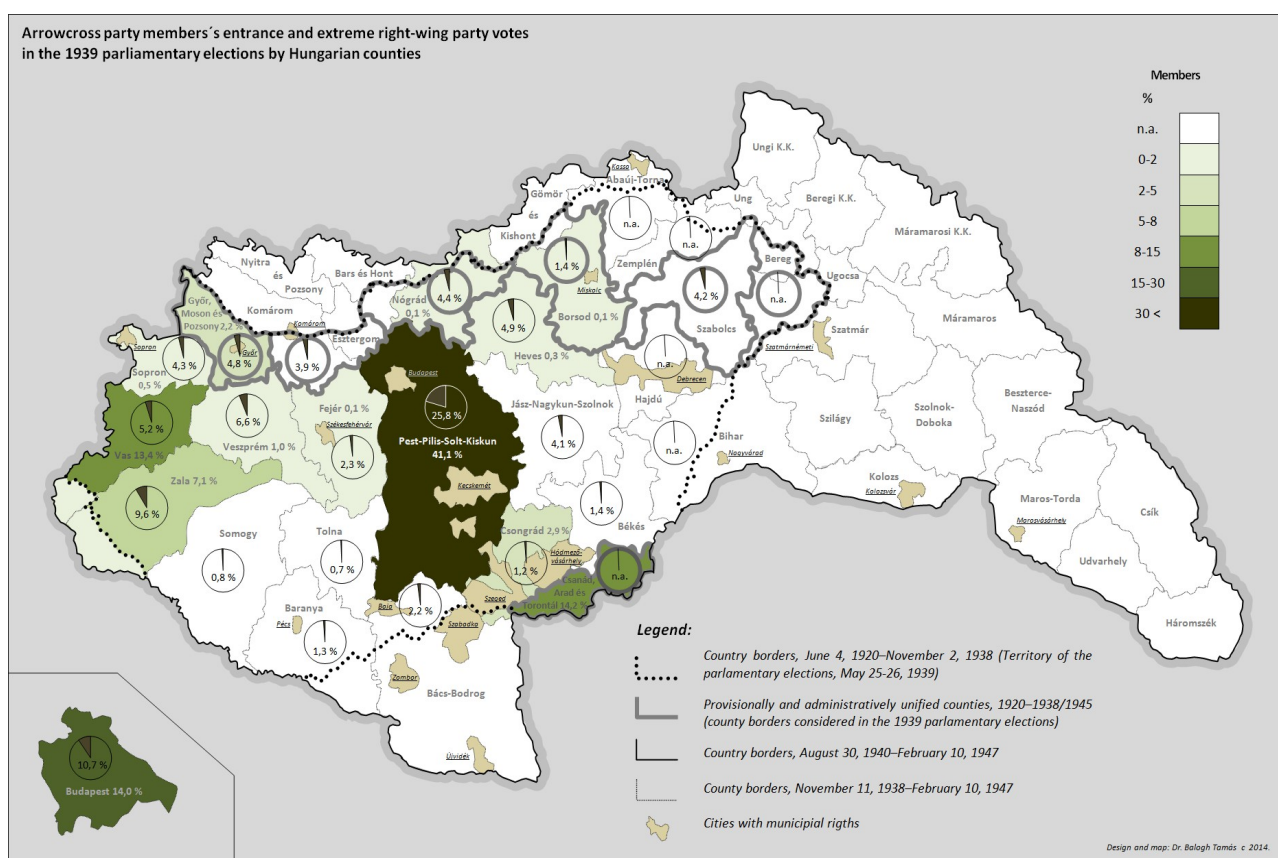 Arrowcross party members´s entrance and extreme right-wing party votes
in the 1939 parliamentary elections by Hungarian counties
Members
%
n.a.
0-2
2-5
5-8
8-15
15-30
30 <
Ungi K.K.
Kassa
Abaúj-Torna
Gömör
és
Kishont
n.a.
Ung
Beregi K.K.
Máramarosi K.K.
Nyitra
és
Pozsony
Bars és Hont
Zemplén
n.a.
Bereg
n.a.
Ugocsa
1,4 %
Miskolc
4,2 %
Szabolcs
Győr,
Moson és
Pozsony 2,2 %
Komárom
Komárom
Nógrád
0,1 %
4,4 %
4,9 %
Heves 0,3 %
Borsod 0,1 %
Máramaros
Szatmár
Szatmárnémeti
Sopron
Sopron
0,5 %
4,3 %
Győr
4,8 %
Esztergom
3,9 %
n.a.
Debrecen
Hajdú
Budapest
25,8 %
Pest-Pilis-Solt-Kiskun
41,1 %
Kecskemét
Jász-Nagykun-Szolnok
4,1 %
Beszterce-
Naszód
Szolnok-
Doboka
Szilágy
5,2 %
Vas 13,4 %
6,6 %
Veszprém 1,0 %
Fejér 0,1 %
Székesfehérvár
2,3 %
n.a.
Bihar
Nagyvárad
Kolozs
Kolozsvár
Zala 7,1 %
9,6 %
1,4 %
Békés
Maros-Torda
Marosvásárhely
Csík
Somogy
0,8 %
Tolna
0,7 %
Csongrád 2,9 %
1,2 %
Hódmező-
vásárhely
n.a.
Csanád,
Arad és
Torontál 14,2 %
Udvarhely
Háromszék
Baranya
Pécs
1,3 %
Baja
2,2 %
Szeged
Szabadka
Zombor
Bács-Bodrog
Újvidék
10,7 %
Budapest 14,0 %
Legend:
Country borders, June 4, 1920–November 2, 1938 (Territory of the
parlamentary elections, May 25-26, 1939)
Provisionally and administratively unified counties, 1920–1938/1945
(county borders considered in the 1939 parlamentary elections)
Country borders, August 30, 1940–February 10, 1947
County borders, November 11, 1938–February 10, 1947
Cities with municipial rigths
Design and map: Dr. Balogh Tamás c 2014.